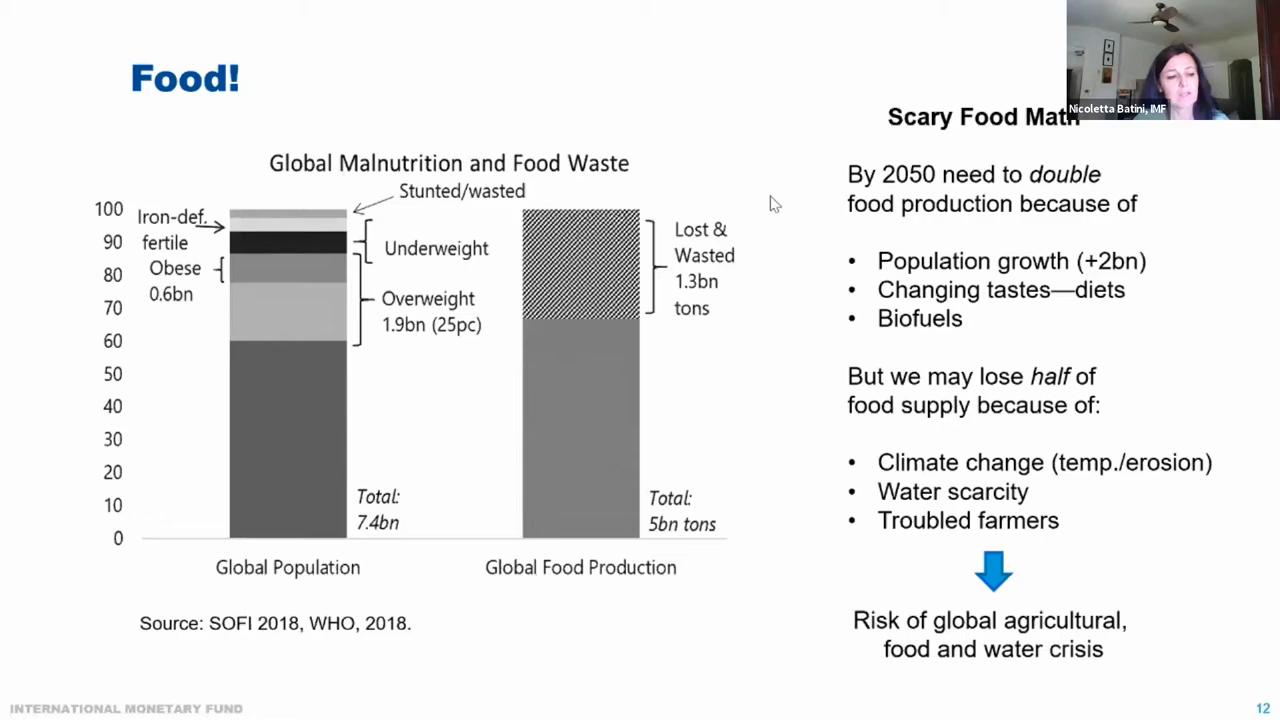 Food!
Nicoletta Batini, IMF
Global Malnutrition and Food Waste
Stunted/wasted
Iron-def.
fertile
Obese
0.6bn
Underweight
Overweight
1.9bn (25pc)
Lost &
Wasted
1.3bn
tons
100
90
80
70
60
50
40
30
20
10
0
Total:
7.4bn
Total:
5bn tons
Global Population
Global Food Production
Source: SOFI 2018, WHO, 2018.
Scary Food Math
By 2050 need to double
food production because of
• Population growth (+2bn)
• Changing tastes—diets
• Biofuels
But we may lose half of
food supply because of:
• Climate change (temp./erosion)
• Water scarcity
• Troubled farmers
Risk of global agricultural,
food and water crisis
INTERNATIONAL MONETARY FUND
12